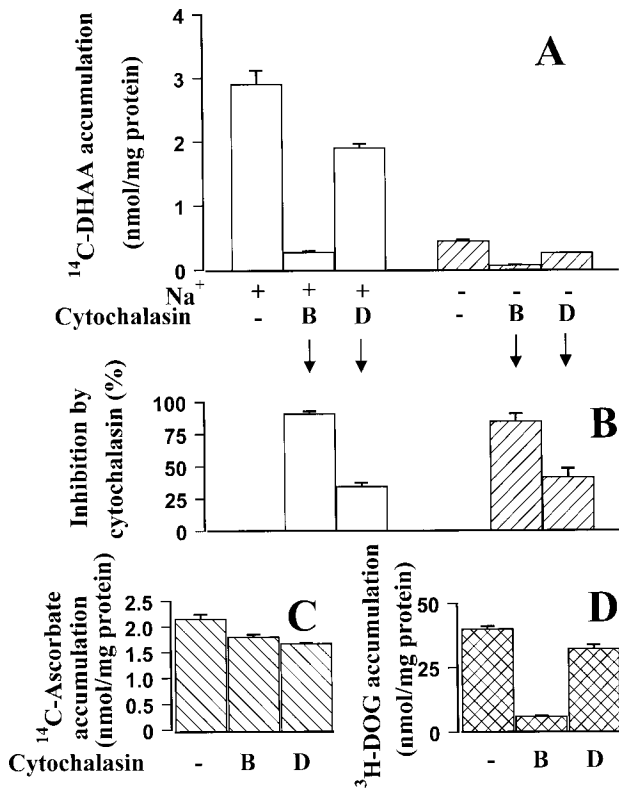 A
¹⁴C-DHAA accumulation
(nmol/mg protein)
4
3
2
1
0
Na⁺ + + + - - -
Cytochalasin - B D - B D
B
Inhibition by
cytochalasin (%)
100
75
50
25
0
C
¹⁴C-Ascorbate
accumulation
(nmol/mg protein)
2.5
2.0
1.5
1.0
0.5
0
Cytochalasin - B D
D
³H-DOG accumulation
(nmol/mg protein)
50
25
0
- B D